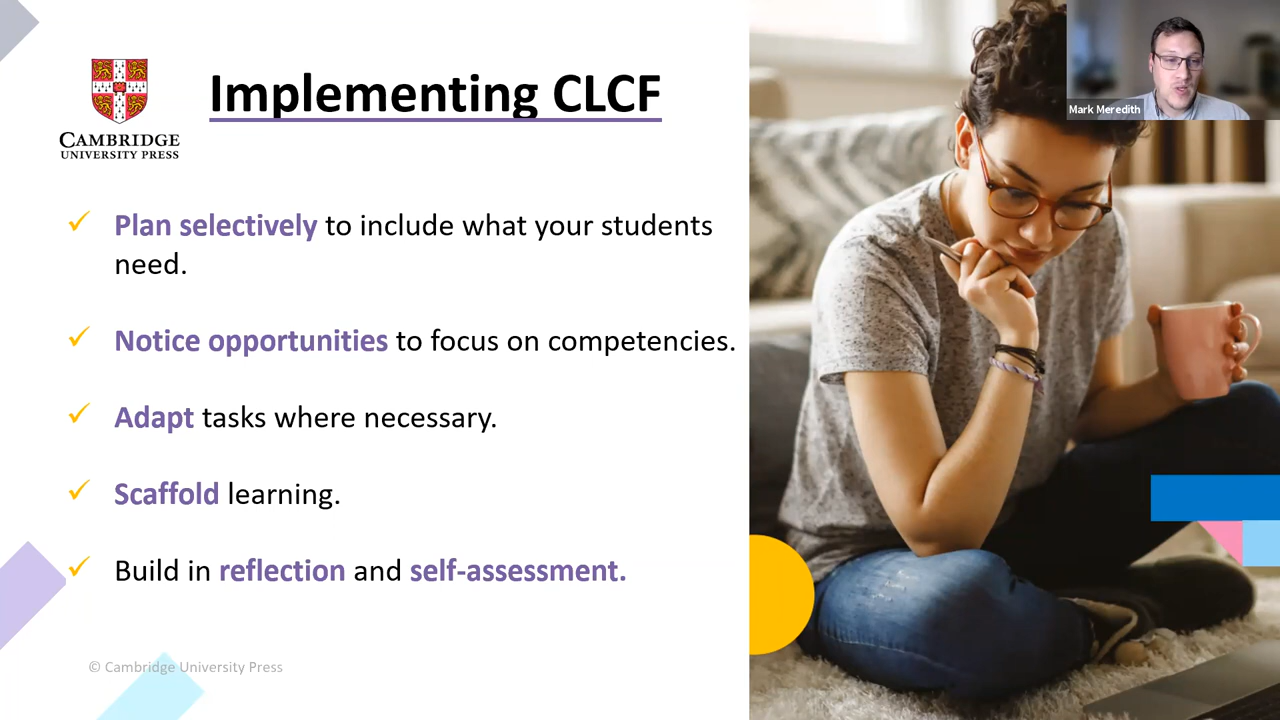 Implementing CLCF
CAMBRIDGE
UNIVERSITY PRESS
Mark Meredith
✓ Plan selectively to include what your students
need.
✓ Notice opportunities to focus on competencies.
✓ Adapt tasks where necessary.
✓ Scaffold learning.
✓ Build in reflection and self-assessment.
© Cambridge University Press